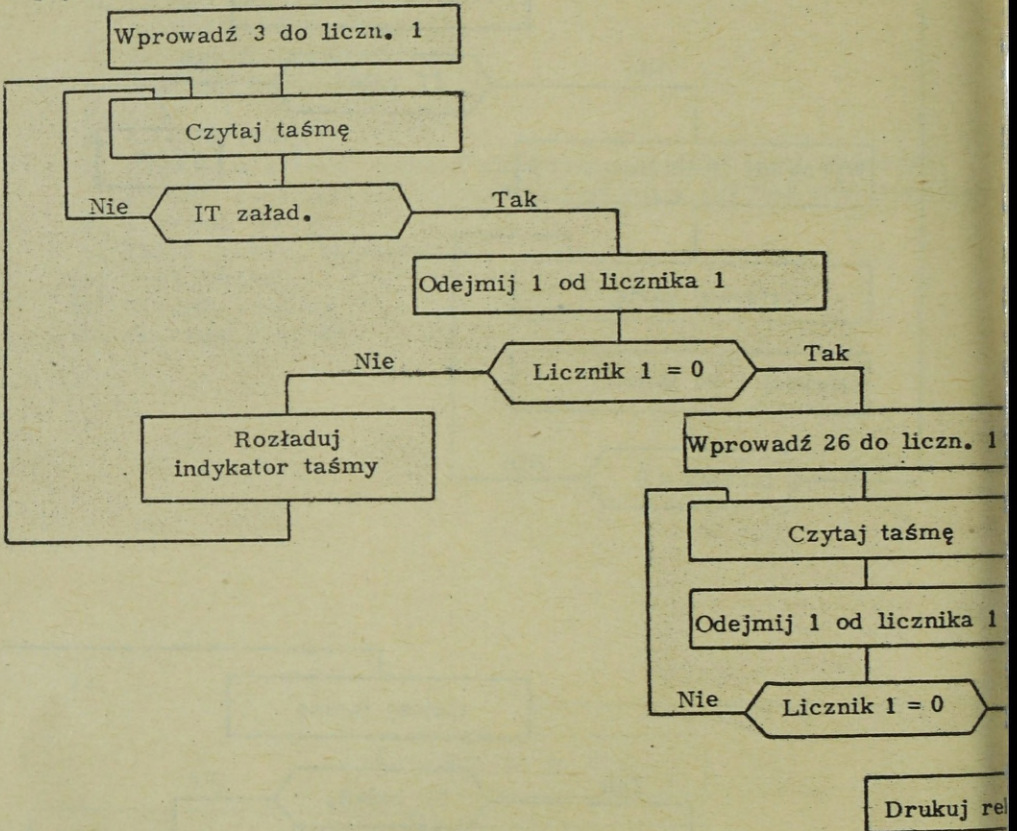 Wprowadź 3 do liczn. 1
Czytaj taśmę
Nie
IT załad.
Tak
Odejmij 1 od licznika 1
Nie
Licznik 1 = 0
Tak
Rozładuj
indykator taśmy
Wprowadź 26 do liczn. 1
Czytaj taśmę
Odejmij 1 od licznika 1
Nie
Licznik 1 = 0
Drukuj